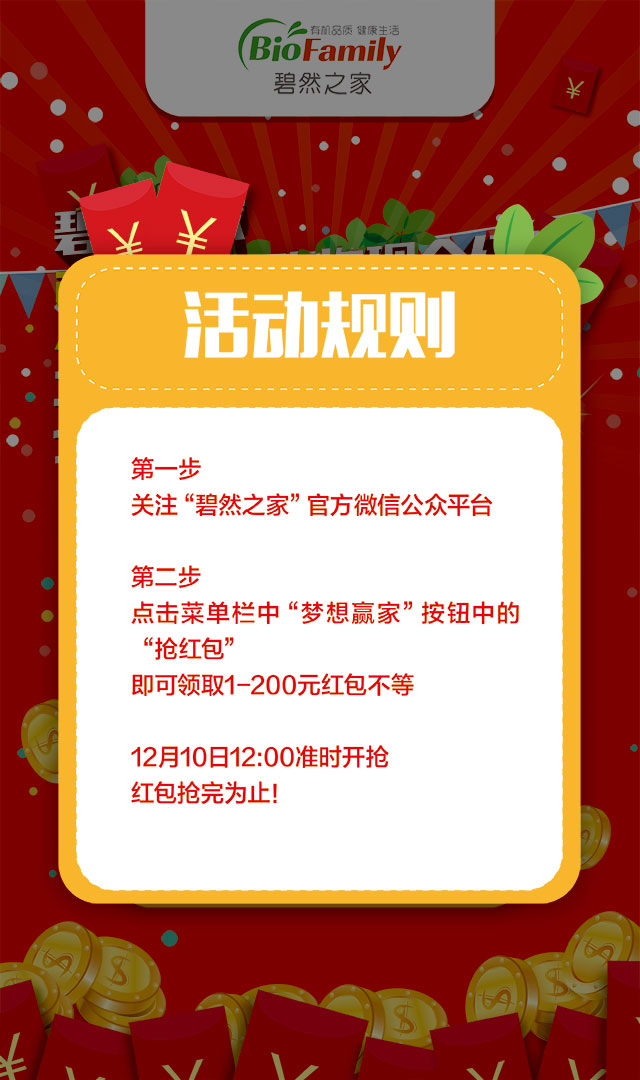 有机品质 健康生活
BioFamily
碧然之家
活动规则
第一步
关注“碧然之家”官方微信公众平台
第二步
点击菜单栏中“梦想赢家”按钮中的
“抢红包”
即可领取1-200元红包不等
12月10日12:00准时开抢
红包抢完为止!